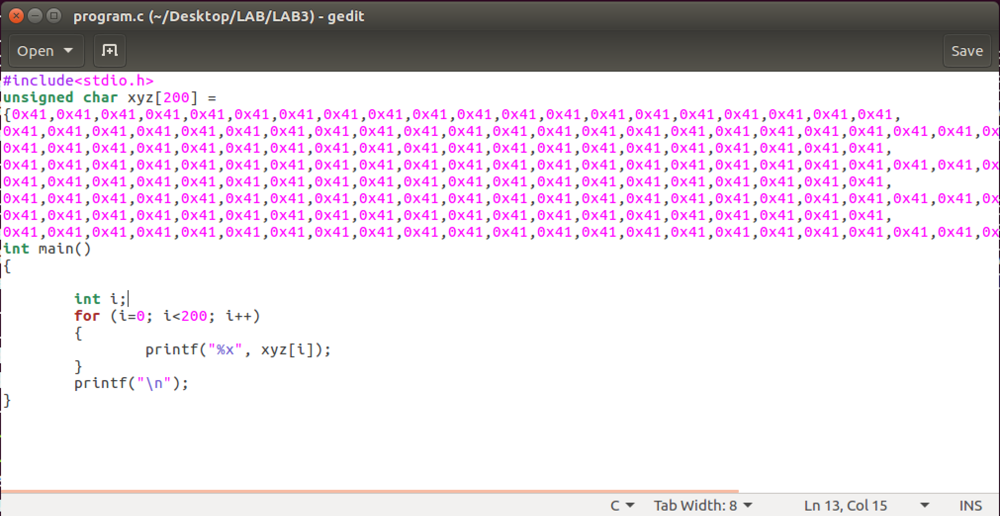 program.c (~/Desktop/LAB/LAB3) - gedit
Open
Save
#include<stdio.h>
unsigned char xyz[200] =
{0x41,0x41,0x41,0x41,0x41,0x41,0x41,0x41,0x41,0x41,0x41,0x41,0x41,0x41,0x41,0x41,0x41,0x41,0x41,0x41,
0x41,0x41,0x41,0x41,0x41,0x41,0x41,0x41,0x41,0x41,0x41,0x41,0x41,0x41,0x41,0x41,0x41,0x41,0x41,0x41,0x41,0x41,0x
0x41,0x41,0x41,0x41,0x41,0x41,0x41,0x41,0x41,0x41,0x41,0x41,0x41,0x41,0x41,0x41,0x41,0x41,0x41,0x41,
0x41,0x41,0x41,0x41,0x41,0x41,0x41,0x41,0x41,0x41,0x41,0x41,0x41,0x41,0x41,0x41,0x41,0x41,0x41,0x41,0x41,0x41,0x
0x41,0x41,0x41,0x41,0x41,0x41,0x41,0x41,0x41,0x41,0x41,0x41,0x41,0x41,0x41,0x41,0x41,0x41,0x41,0x41,
0x41,0x41,0x41,0x41,0x41,0x41,0x41,0x41,0x41,0x41,0x41,0x41,0x41,0x41,0x41,0x41,0x41,0x41,0x41,0x41,0x41,0x41,0x
0x41,0x41,0x41,0x41,0x41,0x41,0x41,0x41,0x41,0x41,0x41,0x41,0x41,0x41,0x41,0x41,0x41,0x41,0x41,0x41,
0x41,0x41,0x41,0x41,0x41,0x41,0x41,0x41,0x41,0x41,0x41,0x41,0x41,0x41,0x41,0x41,0x41,0x41,0x41,0x41,0x41,0x41,0x
int main()
{
int i;
for (i=0; i<200; i++)
{
printf("%x", xyz[i]);
}
printf("\n");
}
C Tab Width: 8 Ln 13, Col 15 INS